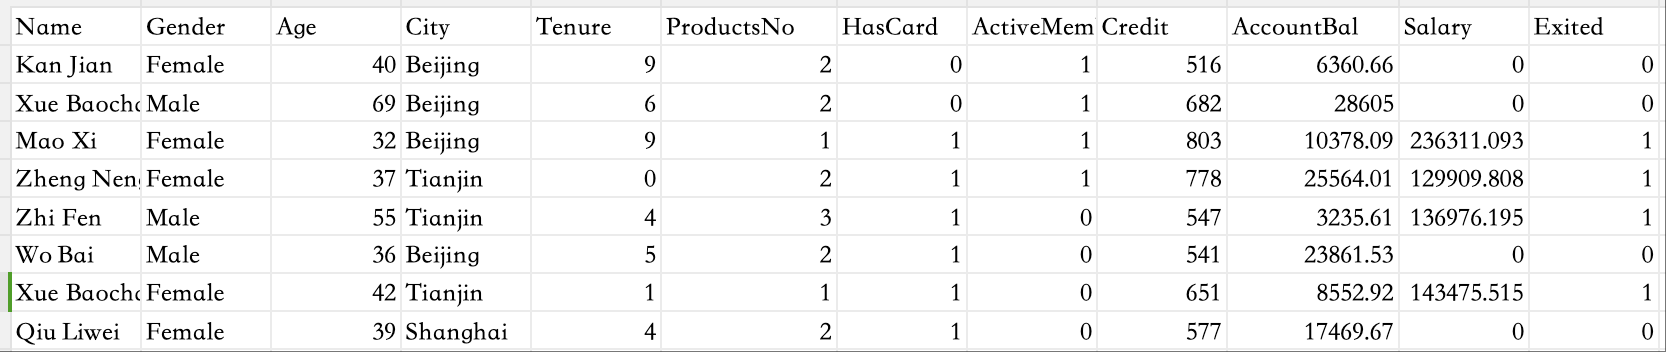 Name Gender Age City Tenure ProductsNo HasCard ActiveMem Credit AccountBal Salary Exited
Kan Jian Female 40 Beijing 9 2 0 1 516 6360.66 0 0
Xue Baocha Male 69 Beijing 6 2 0 1 682 28605 0 0
Mao Xi Female 32 Beijing 9 1 1 1 803 10378.09 236311.093 1
Zheng Neng Female 37 Tianjin 0 2 1 1 778 25564.01 129909.808 1
Zhi Fen Male 55 Tianjin 4 3 1 0 547 3235.61 136976.195 1
Wo Bai Male 36 Beijing 5 2 1 0 541 23861.53 0 0
Xue Baocha Female 42 Tianjin 1 1 1 0 651 8552.92 143475.515 1
Qiu Liwei Female 39 Shanghai 4 2 1 0 577 17469.67 0 0